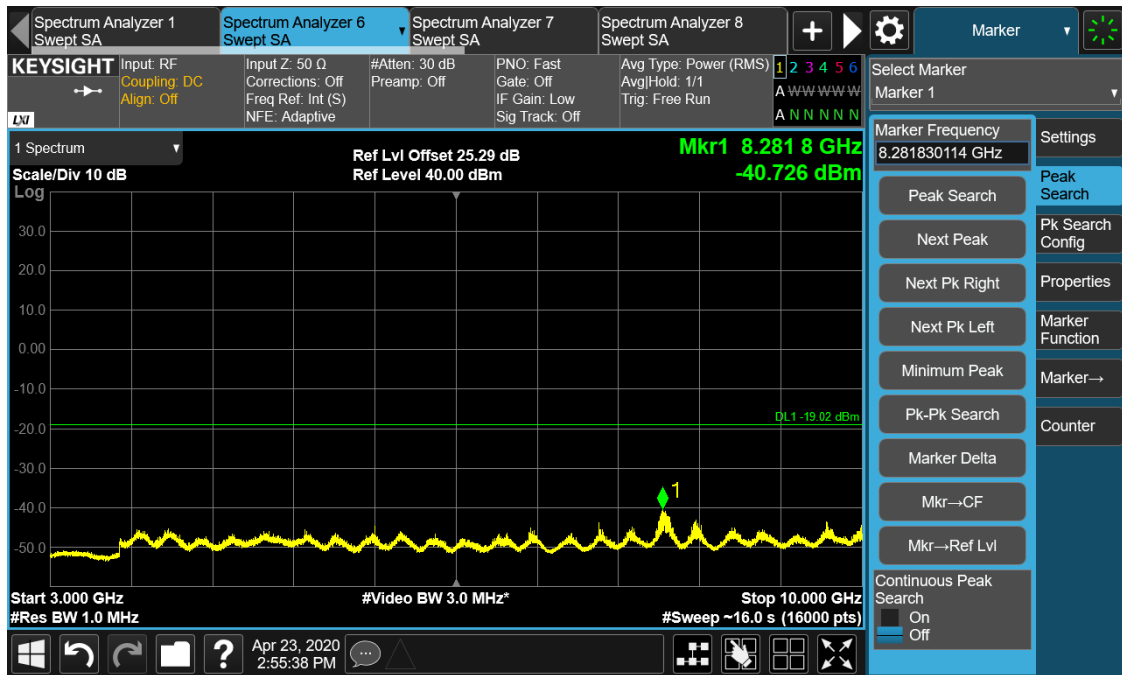 Spectrum Analyzer 1
Swept SA
Spectrum Analyzer 6
Swept SA
Spectrum Analyzer 7
Swept SA
Spectrum Analyzer 8
Swept SA
+
Marker
KEYSIGHT
LXI
Input: RF
Coupling: DC
Align: Off
Input Z: 50 Ω
Corrections: Off
Freq Ref: Int (S)
NFE: Adaptive
#Atten: 30 dB
Preamp: Off
PNO: Fast
Gate: Off
IF Gain: Low
Sig Track: Off
Avg Type: Power (RMS)
Avg|Hold: 1/1
Trig: Free Run
1 2 3 4 5 6
A W W W W W
A N N N N N
Select Marker
Marker 1
1 Spectrum
Scale/Div 10 dB
Log
Ref Lvl Offset 25.29 dB
Ref Level 40.00 dBm
Mkr1 8.281 8 GHz
-40.726 dBm
30.0
20.0
10.0
0.00
-10.0
-20.0
-30.0
-40.0
-50.0
DL1 -19.02 dBm
1
Start 3.000 GHz
#Res BW 1.0 MHz
#Video BW 3.0 MHz*
Stop 10.000 GHz
#Sweep ~16.0 s (16000 pts)
Marker Frequency
8.281830114 GHz
Peak Search
Next Peak
Next Pk Right
Next Pk Left
Minimum Peak
Pk-Pk Search
Marker Delta
Mkr→CF
Mkr→Ref Lvl
Continuous Peak
Search
On
Off
Settings
Peak
Search
Pk Search
Config
Properties
Marker
Function
Marker→
Counter
?
Apr 23, 2020
2:55:38 PM